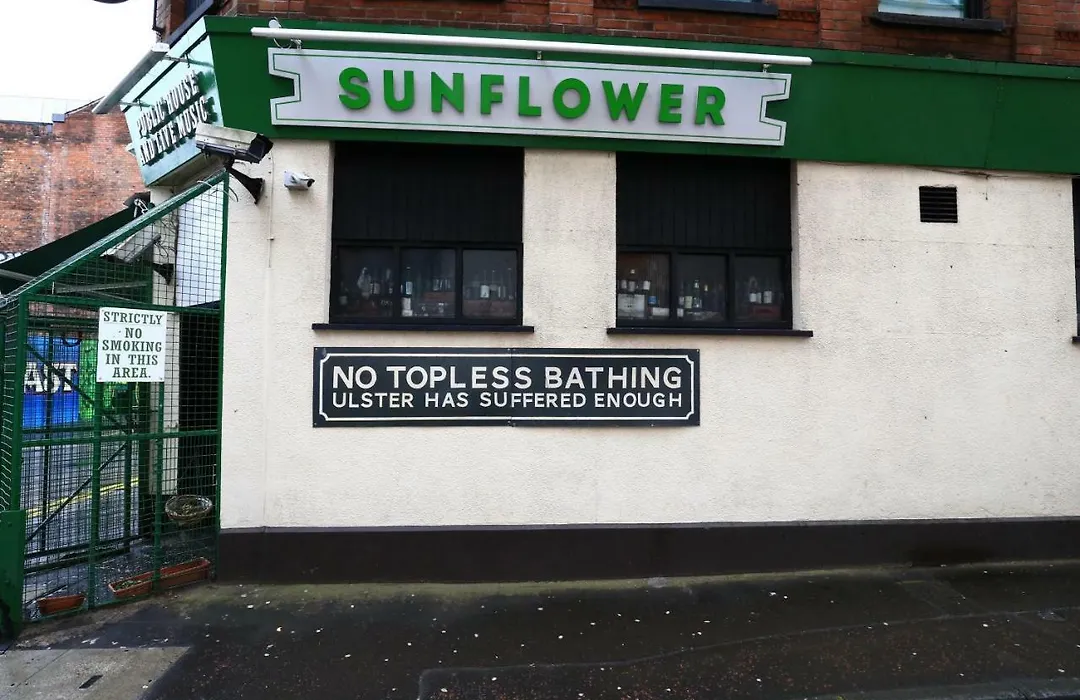 SUNFLOWER
PUBLIC HOUSE
AND LIVE MUSIC
STRICTLY
NO
SMOKING
IN THIS
AREA.
AST
NO TOPLESS BATHING
ULSTER HAS SUFFERED ENOUGH